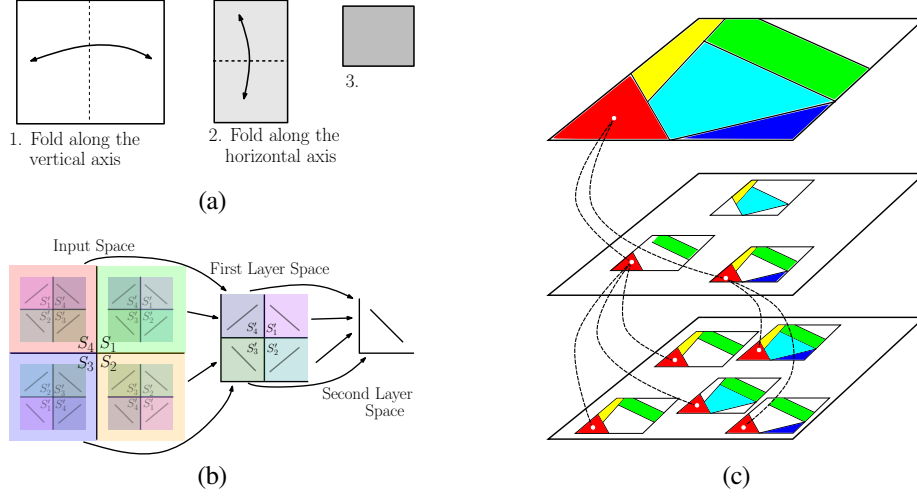 1. Fold along the
vertical axis
2. Fold along the
horizontal axis
3.
(a)
Input Space
First Layer Space
Second Layer
Space
S₄ S₁
S₃ S₂
S′₄ S′₁
S′₃ S′₂
(b)
(c)